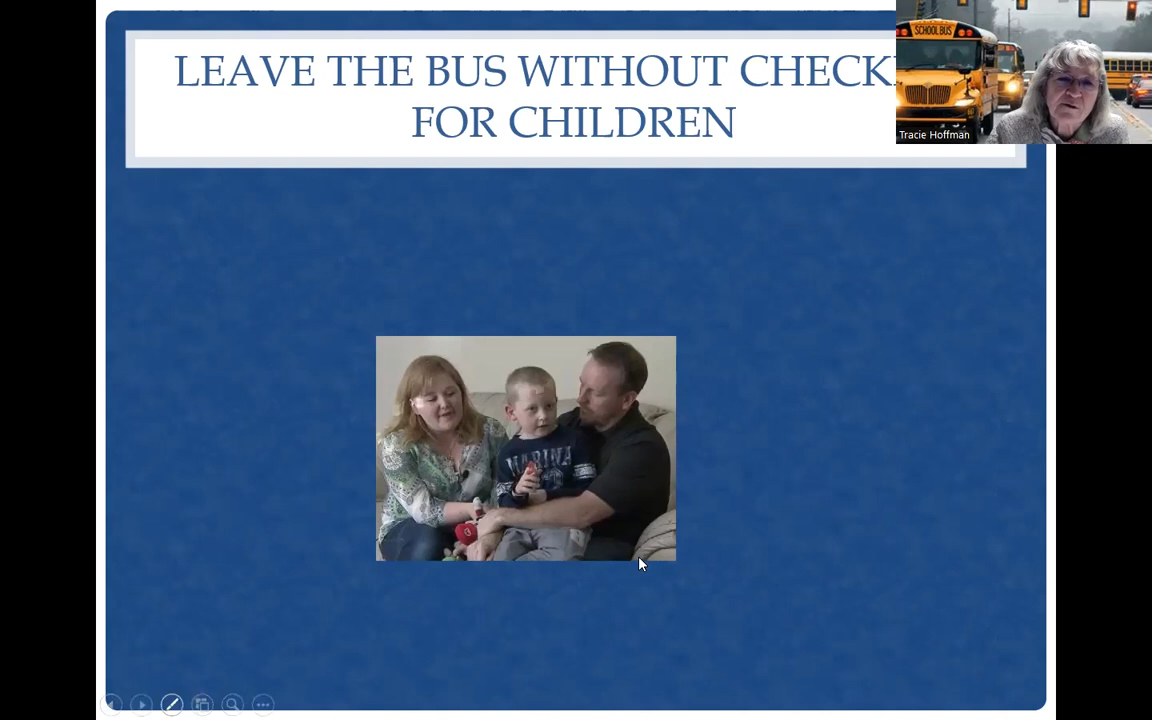 LEAVE THE BUS WITHOUT CHECK
FOR CHILDREN
SCHOOL BUS
Tracie Hoffman
MARINA